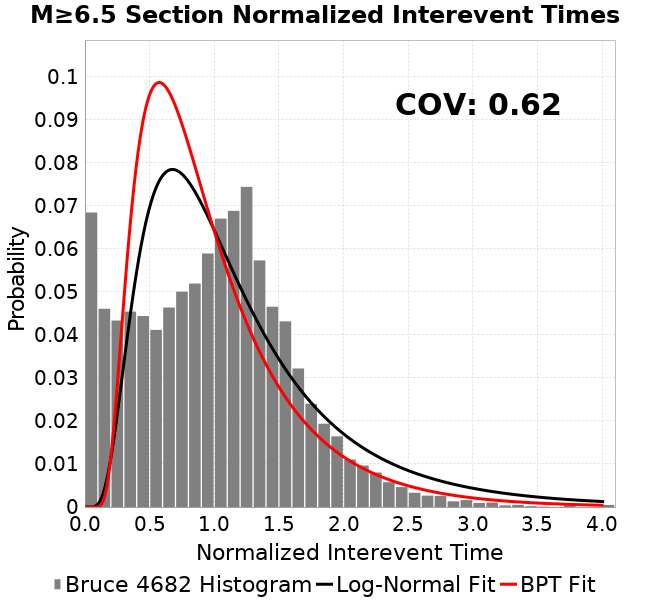 M≥6.5 Section Normalized Interevent Times
COV: 0.62
Probability
0.1
0.09
0.08
0.07
0.06
0.05
0.04
0.03
0.02
0.01
0
0.0 0.5 1.0 1.5 2.0 2.5 3.0 3.5 4.0
Normalized Interevent Time
Bruce 4682 Histogram Log-Normal Fit BPT Fit